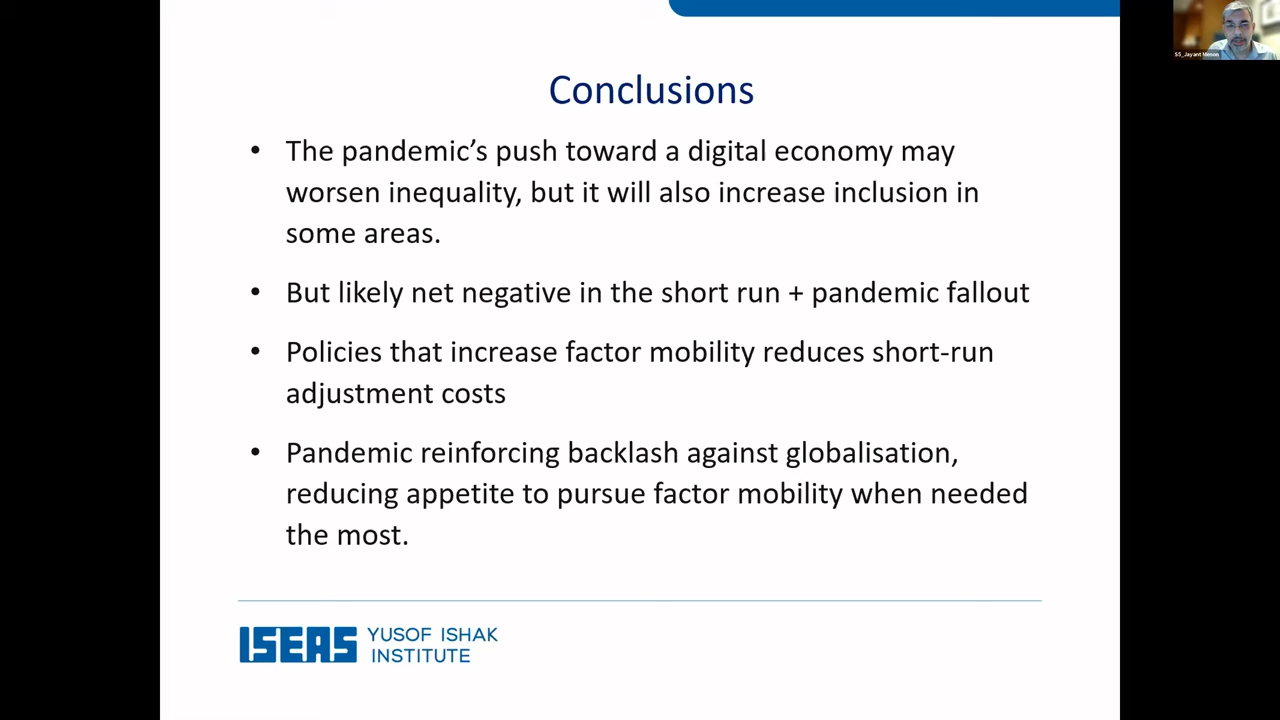 S5_Jayant Menon
Conclusions
• The pandemic’s push toward a digital economy may
worsen inequality, but it will also increase inclusion in
some areas.
• But likely net negative in the short run + pandemic fallout
• Policies that increase factor mobility reduces short-run
adjustment costs
• Pandemic reinforcing backlash against globalisation,
reducing appetite to pursue factor mobility when needed
the most.
ISEAS YUSOF ISHAK
INSTITUTE